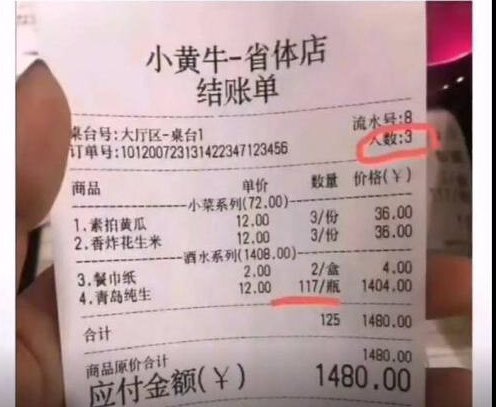 小黄牛-省体店
结账单
桌台号:大厅区-桌台1
流水号:8
订单号:101200723131422347123456
人数:3
商品 单价 数量 价格(¥)
小菜系列(72.00)
1.素拍黄瓜 12.00 3/份 36.00
2.香炸花生米 12.00 3/份 36.00
酒水系列(1408.00)
3.餐巾纸 2.00 2/盒 4.00
4.青岛纯生 12.00 117/瓶 1404.00
合计 125 1480.00
商品原价合计 1480.00
应付金额(¥) 1480.00